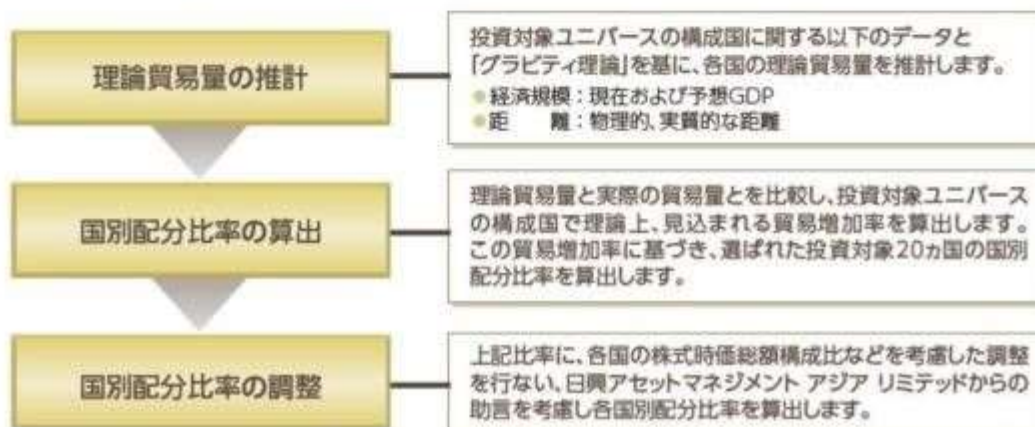 理論貿易量の推計
投資対象ユニバースの構成国に関する以下のデータと
「グラビティ理論」を基に、各国の理論貿易量を推計します。
●経済規模：現在および予想GDP
●距　　離：物理的、実質的な距離
国別配分比率の算出
理論貿易量と実際の貿易量とを比較し、投資対象ユニバース
の構成国で理論上、見込まれる貿易増加率を算出します。
この貿易増加率に基づき、選ばれた投資対象20ヵ国の国別
配分比率を算出します。
国別配分比率の調整
上記比率に、各国の株式時価総額構成比などを考慮した調整
を行ない、日興アセットマネジメント アジア リミテッドからの
助言を考慮し各国別配分比率を算出します。